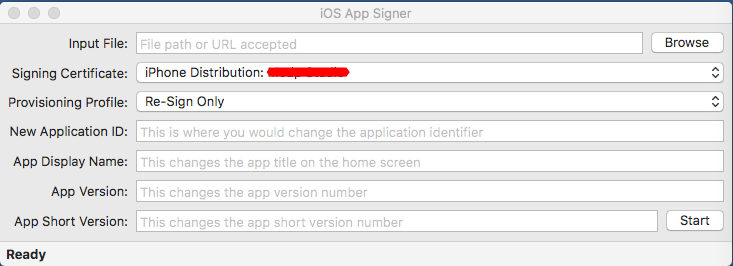 iOS App Signer
Input File: File path or URL accepted Browse
Signing Certificate: iPhone Distribution:
Provisioning Profile: Re-Sign Only
New Application ID: This is where you would change the application identifier
App Display Name: This changes the app title on the home screen
App Version: This changes the app version number
App Short Version: This changes the app short version number Start
Ready